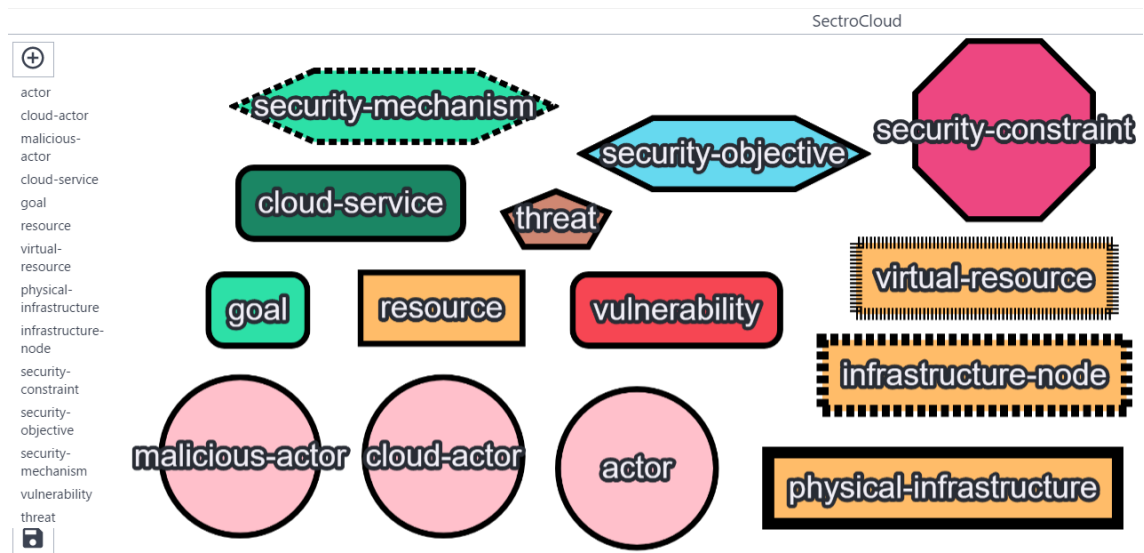 SectroCloud
actor
cloud-actor
malicious-
actor
cloud-service
goal
resource
virtual-
resource
physical-
infrastructure
infrastructure-
node
security-
constraint
security-
objective
security-
mechanism
vulnerability
threat
security-mechanism
security-objective
security-constraint
cloud-service
threat
goal
resource
vulnerability
virtual-resource
infrastructure-node
malicious-actor
cloud-actor
actor
physical-infrastructure